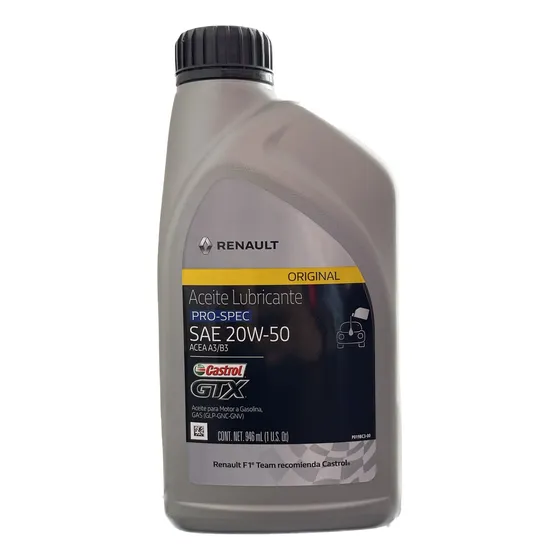 RENAULT
ORIGINAL
Aceite Lubricante
PRO-SPEC
SAE 20W-50
ACEA A3/B3
Castrol
GTX
Aceite para Motor a Gasolina,
GAS (GLP-GNC-GNV)
CONT. NET. 946 mL (1 U.S. Qt)
Renault F1® Team recomienda Castrol®